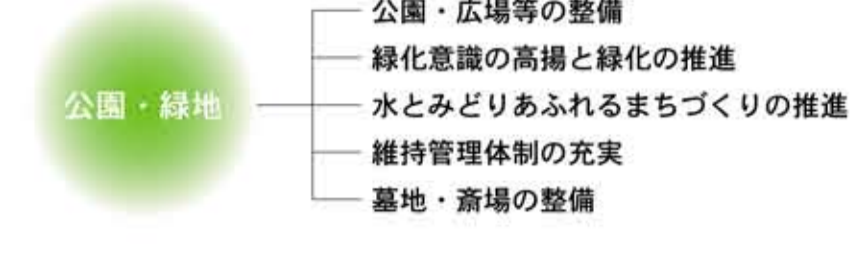 公園・緑地
公園・広場等の整備
緑化意識の高揚と緑化の推進
水とみどりあふれるまちづくりの推進
維持管理体制の充実
墓地・斎場の整備